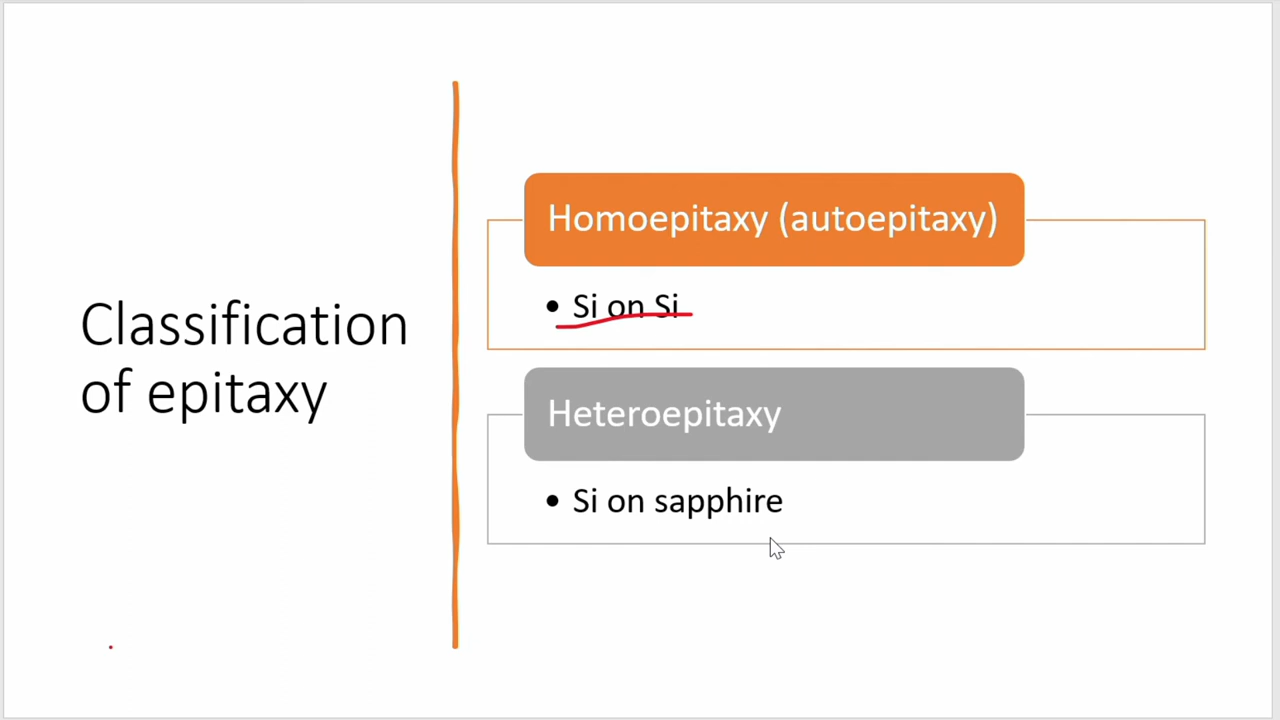 Classification
of epitaxy
Homoepitaxy (autoepitaxy)
• Si on Si
Heteroepitaxy
• Si on sapphire